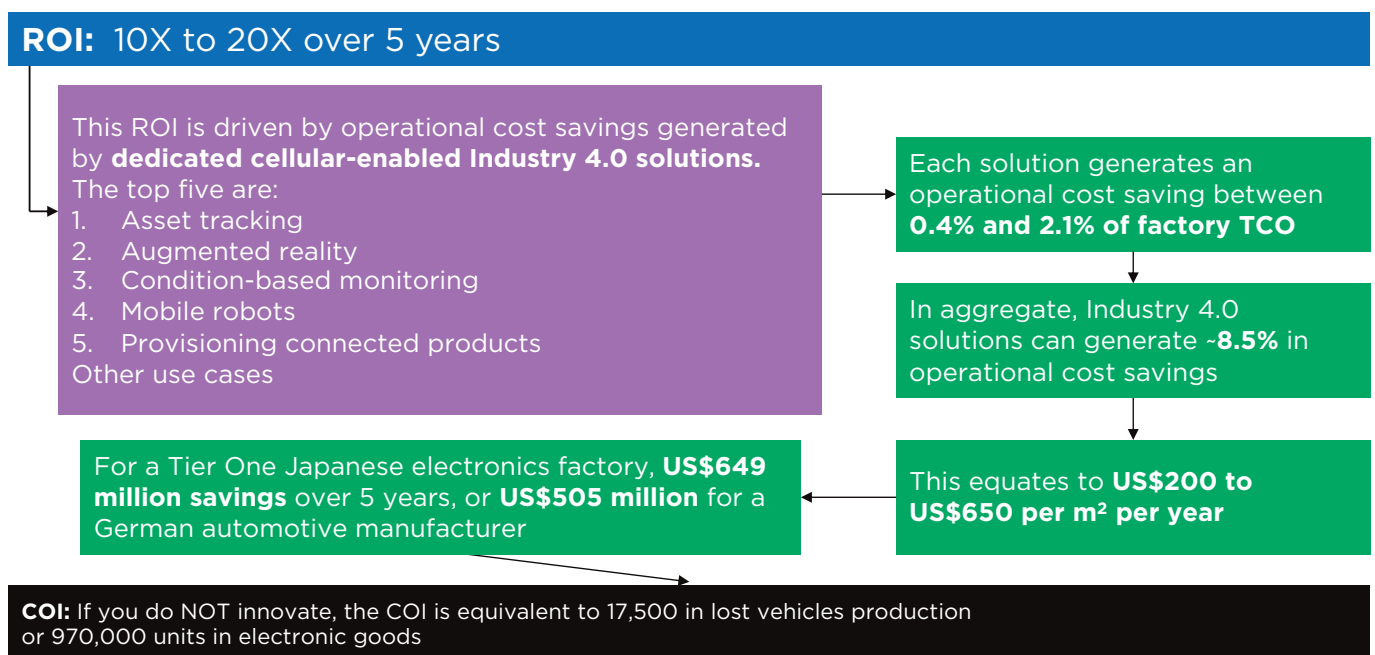 ROI: 10X to 20X over 5 years
This ROI is driven by operational cost savings generated
by dedicated cellular-enabled Industry 4.0 solutions.
The top five are:
1. Asset tracking
2. Augmented reality
3. Condition-based monitoring
4. Mobile robots
5. Provisioning connected products
Other use cases
Each solution generates an
operational cost saving between
0.4% and 2.1% of factory TCO
In aggregate, Industry 4.0
solutions can generate ~8.5% in
operational cost savings
This equates to US$200 to
US$650 per m² per year
For a Tier One Japanese electronics factory, US$649
million savings over 5 years, or US$505 million for a
German automotive manufacturer
COI: If you do NOT innovate, the COI is equivalent to 17,500 in lost vehicles production
or 970,000 units in electronic goods